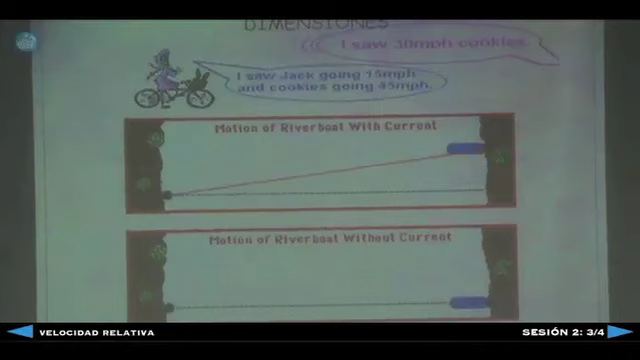 DIMENSIONES
I saw 30mph cookies.
I saw Jack going 15mph
and cookies going 45mph.
Motion of Riverboat With Current
Motion of Riverboat Without Current
VELOCIDAD RELATIVA
SESIÓN 2: 3/4